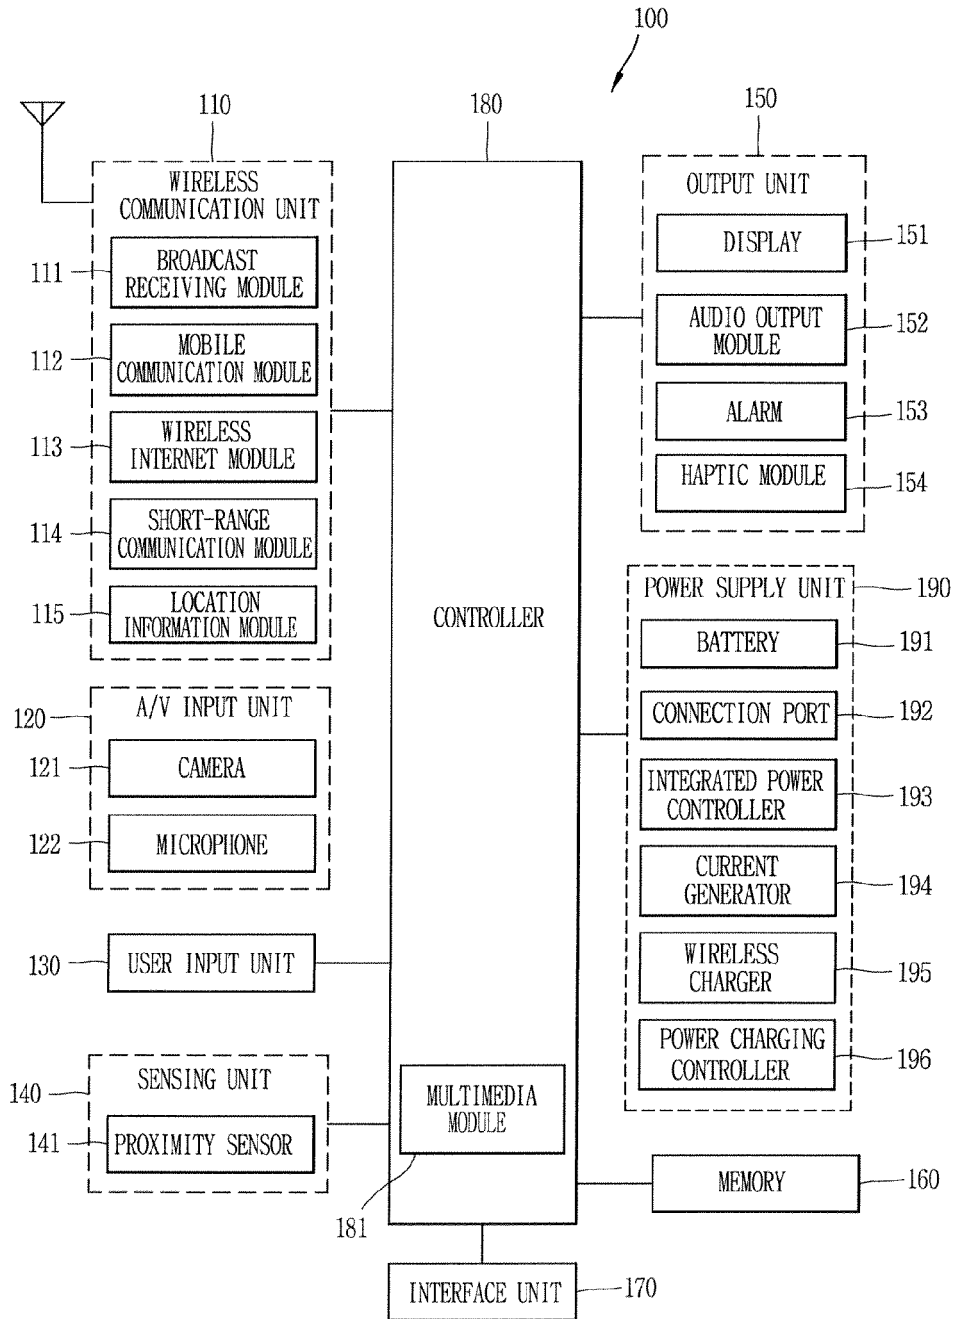 100
110
180
150
WIRELESS
COMMUNICATION UNIT
111
BROADCAST
RECEIVING MODULE
112
MOBILE
COMMUNICATION MODULE
113
WIRELESS
INTERNET MODULE
114
SHORT-RANGE
COMMUNICATION MODULE
115
LOCATION
INFORMATION MODULE
120
A/V INPUT UNIT
121
CAMERA
122
MICROPHONE
130
USER INPUT UNIT
140
SENSING UNIT
141
PROXIMITY SENSOR
CONTROLLER
MULTIMEDIA
MODULE
181
INTERFACE UNIT
170
OUTPUT UNIT
DISPLAY
151
AUDIO OUTPUT
MODULE
152
ALARM
153
HAPTIC MODULE
154
POWER SUPPLY UNIT
190
BATTERY
191
CONNECTION PORT
192
INTEGRATED POWER
CONTROLLER
193
CURRENT
GENERATOR
194
WIRELESS
CHARGER
195
POWER CHARGING
CONTROLLER
196
MEMORY
160